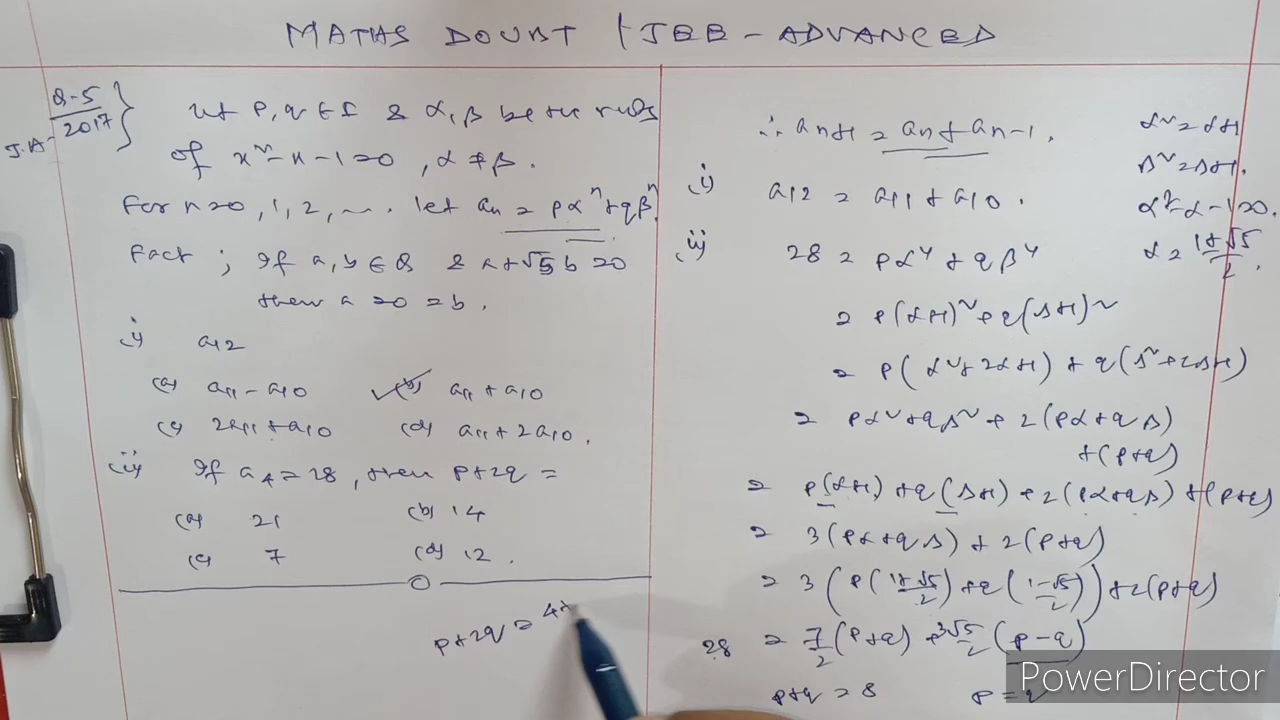 MATHS DOUBT | JEE - ADVANCED
Q-5
J.A - 2017
Let p, q ∈ I & α, β be the roots
of x² - x - 1 = 0, α ≠ β.
For n = 0, 1, 2, .... let aₙ = pαⁿ + qβⁿ
Fact ; If a, b ∈ Q & a + √5 b = 0
then a = 0 = b.
i) a12
(a) a11 - a10 (b) a11 + a10
(c) 2a11 + a10 (d) a11 + 2a10.
ii) If a4 = 28, then p + 2q =
(a) 21 (b) 14
(c) 7 (d) 12.
p + 2q = 4+
∴ an+1 = an + an-1.
i) a12 = a11 + a10.
ii) 28 = pα⁴ + qβ⁴
= p(α+1)² + q(β+1)²
= p(α² + 2α + 1) + q(β² + 2β + 1)
= pα² + qβ² + 2(pα + qβ)
+ (p+q)
= p(α+1) + q(β+1) + 2(pα + qβ) + (p+q)
= 3(pα + qβ) + 2(p+q)
= 3(p(1+√5/2) + q(1-√5/2)) + 2(p+q)
28 = 7/2 (p+q) + 3√5/2 (p-q)
p+q = 8 p = q
α² = α+1
β² = β+1.
α² - α - 1 = 0.
α = 1±√5/2.
PowerDirector